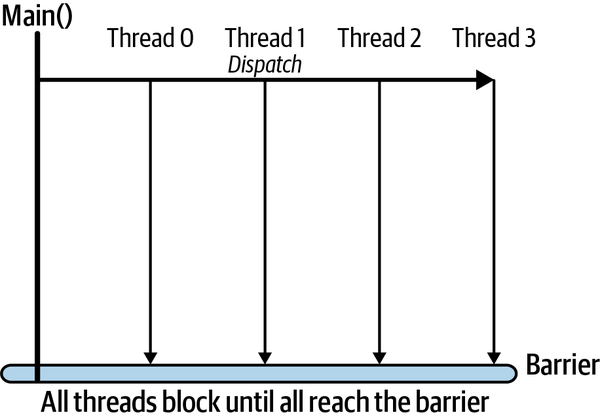 Main()
Thread 0 Thread 1 Thread 2 Thread 3
Dispatch
Barrier
All threads block until all reach the barrier